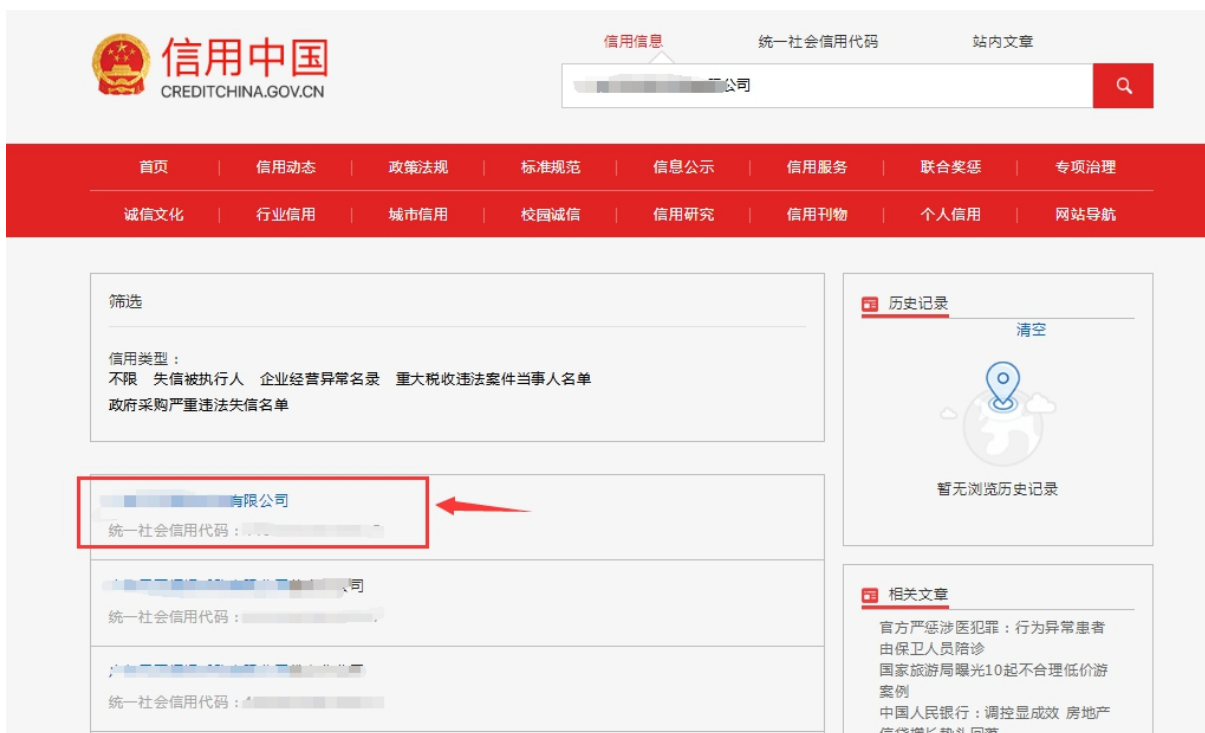 信用中国
CREDITCHINA.GOV.CN
信用信息 统一社会信用代码 站内文章
公司
首页 信用动态 政策法规 标准规范 信息公示 信用服务 联合奖惩 专项治理
诚信文化 行业信用 城市信用 校园诚信 信用研究 信用刊物 个人信用 网站导航
筛选
信用类型：
不限 失信被执行人 企业经营异常名录 重大税收违法案件当事人名单
政府采购严重违法失信名单
有限公司
统一社会信用代码：
司
统一社会信用代码：
统一社会信用代码：
历史记录
清空
暂无浏览历史记录
相关文章
官方严惩涉医犯罪：行为异常患者
由保卫人员陪诊
国家旅游局曝光10起不合理低价游
案例
中国人民银行：调控显成效 房地产